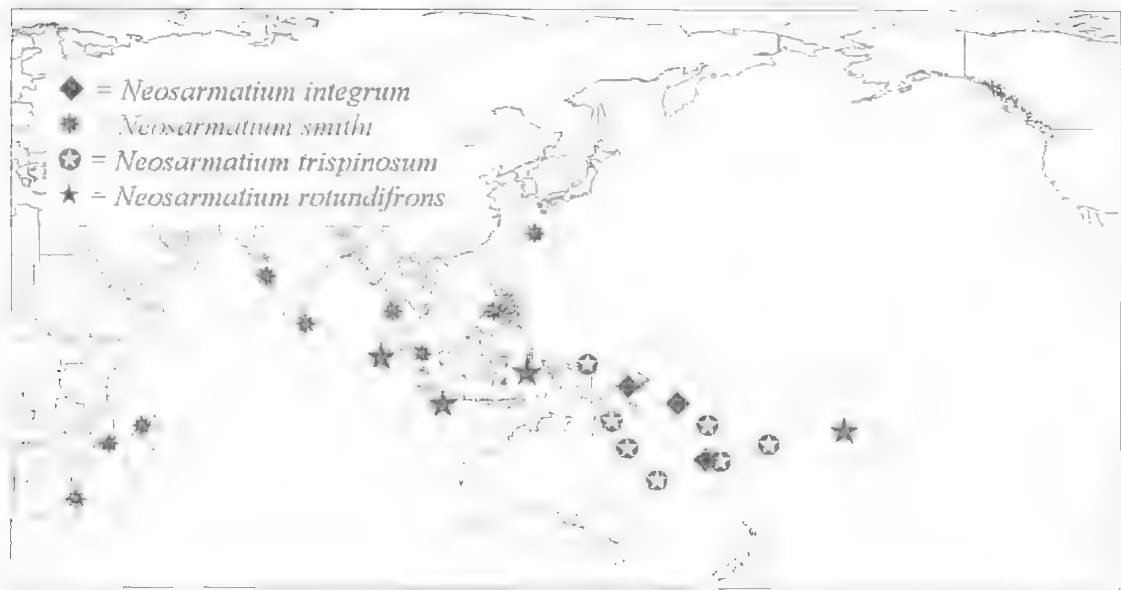 = Neosarmatium integrum
Neosarmatium smithi
= Neosarmatium trispinosum
= Neosarmatium rotundifrons